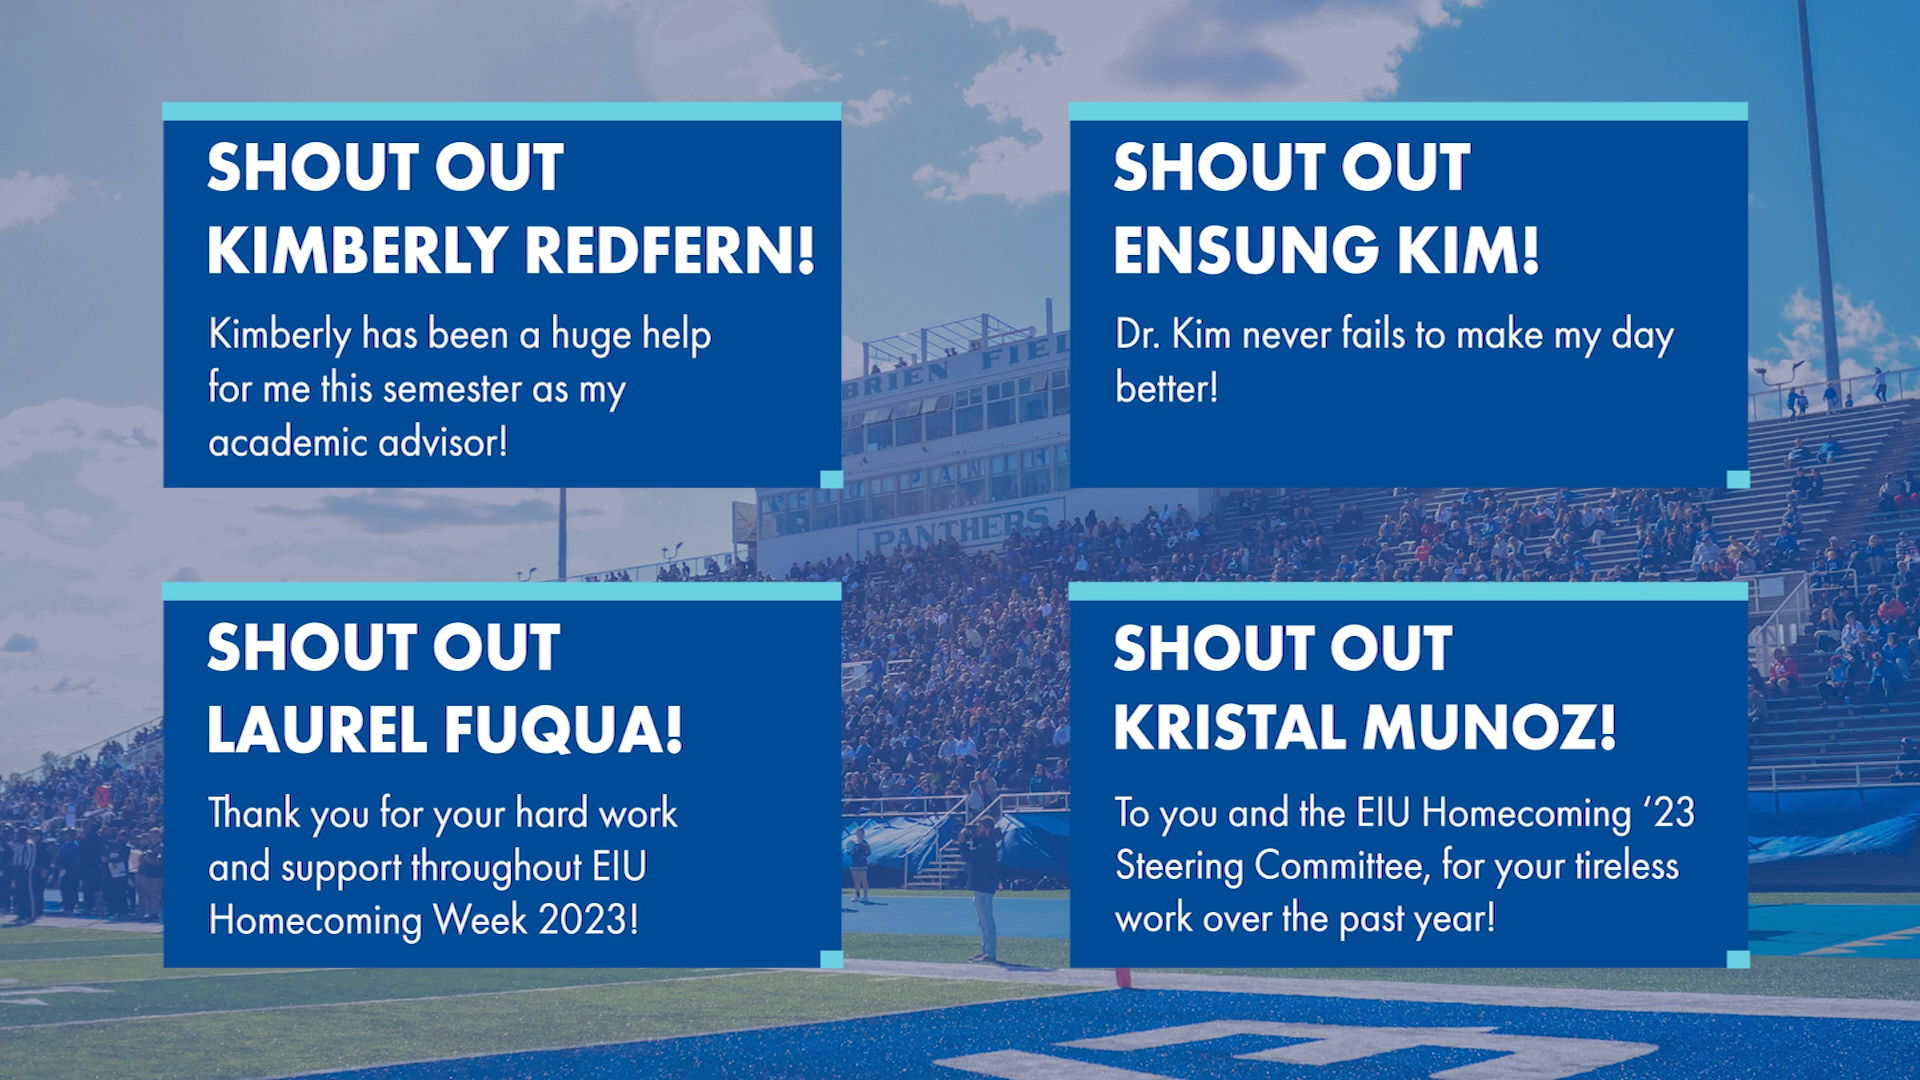 SHOUT OUT
KIMBERLY REDFERN!
Kimberly has been a huge help
for me this semester as my
academic advisor!
SHOUT OUT
ENSUNG KIM!
Dr. Kim never fails to make my day
better!
BRIEN FIEL
PANTHERS
SHOUT OUT
LAUREL FUQUA!
Thank you for your hard work
and support throughout EIU
Homecoming Week 2023!
SHOUT OUT
KRISTAL MUNOZ!
To you and the EIU Homecoming ‘23
Steering Committee, for your tireless
work over the past year!